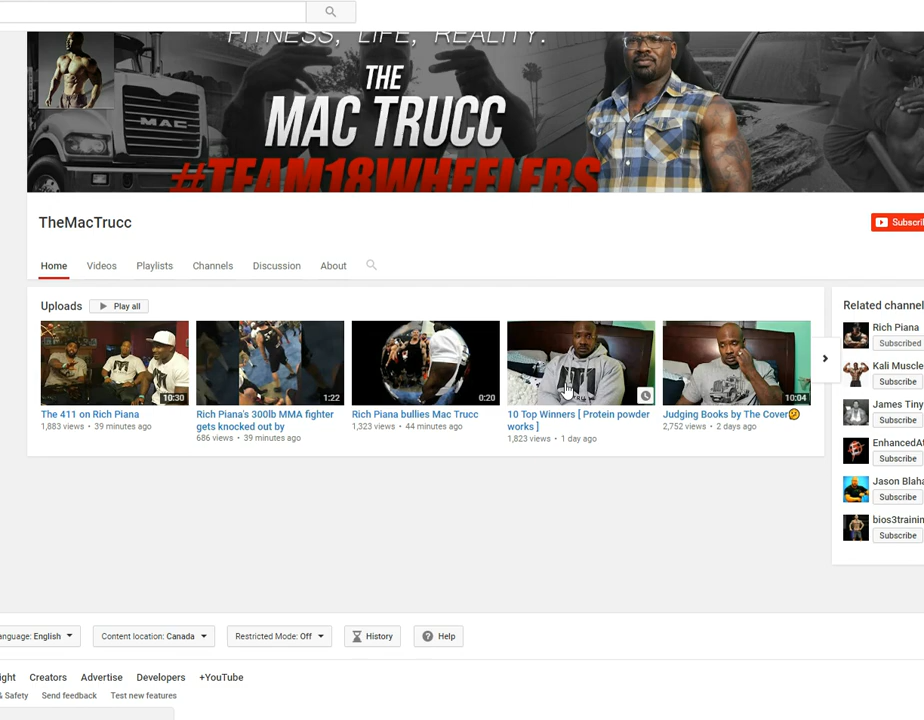 FITNESS, LIFE, REALITY.
THE
MAC TRUCC
#TEAM18WHEELERS
MAC
TheMacTrucc
Subscri
Home Videos Playlists Channels Discussion About
Uploads Play all
10:30 1:22 0:20 10:04
The 411 on Rich Piana
1,883 views • 39 minutes ago
Rich Piana's 300lb MMA fighter
gets knocked out by
686 views • 39 minutes ago
Rich Piana bullies Mac Trucc
1,323 views • 44 minutes ago
10 Top Winners [ Protein powder
works ]
1,823 views • 1 day ago
Judging Books by The Cover
2,752 views • 2 days ago
Related channel
Rich Piana
Subscribed
Kali Muscle
Subscribe
James Tiny
Subscribe
EnhancedAt
Subscribe
Jason Blaha
Subscribe
bios3trainin
Subscribe
anguage: English Content location: Canada Restricted Mode: Off History Help
ight Creators Advertise Developers +YouTube
& Safety Send feedback Test new features